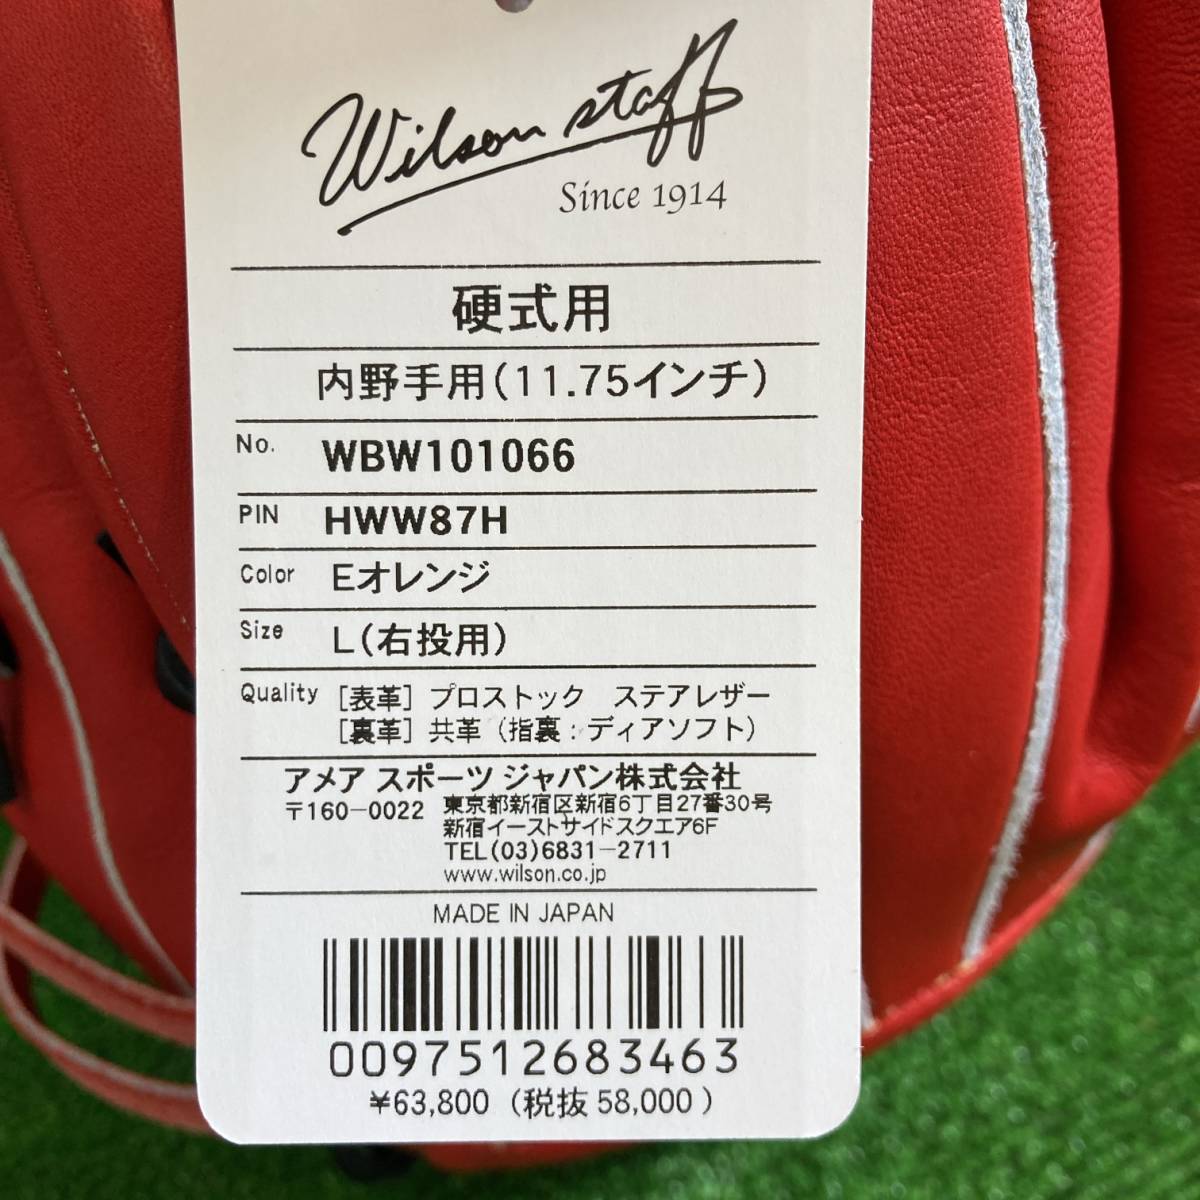 Wilson staff
Since 1914
硬式用
内野手用(11.75インチ)
No. WBW101066
PIN HWW87H
Color Eオレンジ
Size L(右投用)
Quality [表革] プロストック ステアレザー
[裏革] 共革 (指裏:ディアソフト)
アメア スポーツ ジャパン株式会社
〒160-0022 東京都新宿区新宿6丁目27番30号
新宿イーストサイドスクエア6F
TEL(03)6831-2711
www.wilson.co.jp
MADE IN JAPAN
0097512683463
¥63,800 (税抜 58,000 )